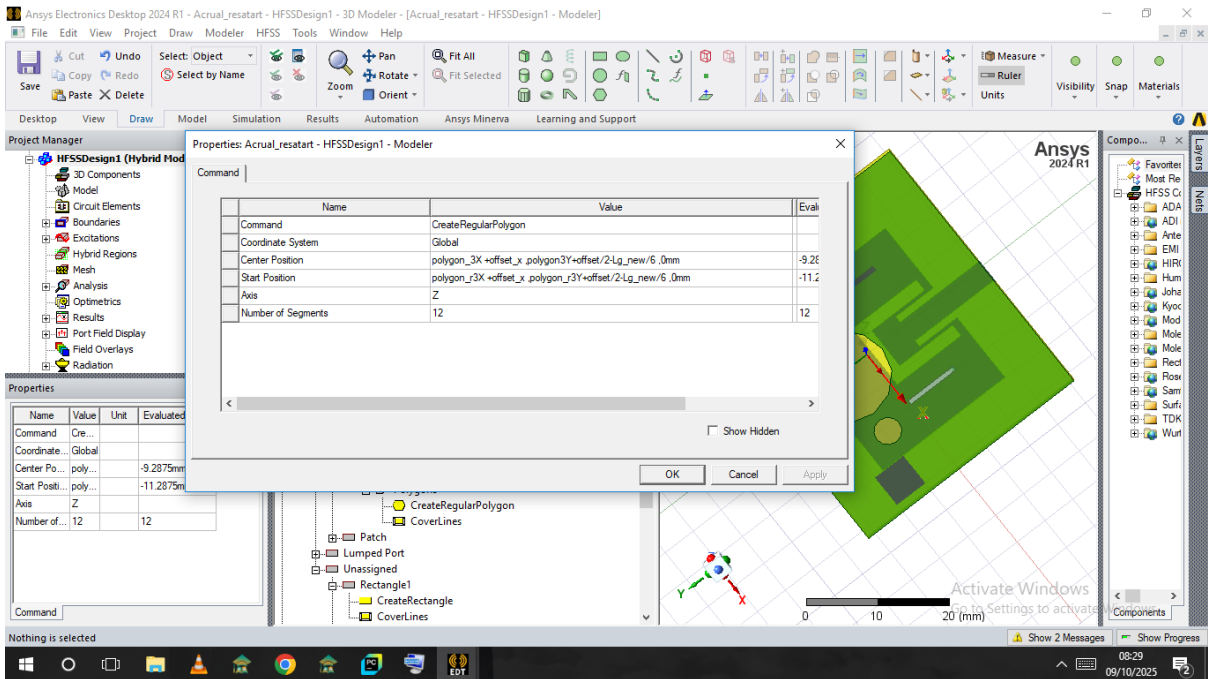 Ansys Electronics Desktop 2024 R1 - Acrual_resatart - HFSSDesign1 - 3D Modeler - [Acrual_resatart - HFSSDesign1 - Modeler]
File Edit View Project Draw Modeler HFSS Tools Window Help
Save
Cut
Copy
Paste
Undo
Redo
Delete
Select: Object
Select by Name
Zoom
Pan
Rotate
Orient
Fit All
Fit Selected
Measure
Ruler
Units
Visibility
Snap
Materials
Desktop View Draw Model Simulation Results Automation Ansys Minerva Learning and Support
Project Manager
HFSSDesign1 (Hybrid Mod
3D Components
Model
Circuit Elements
Boundaries
Excitations
Hybrid Regions
Mesh
Analysis
Optimetrics
Results
Port Field Display
Field Overlays
Radiation
Properties
Name Value Unit Evaluated
Command Cre...
Coordinate... Global
Center Po... poly... -9.2875mm
Start Positi... poly... -11.2875m
Axis Z
Number of... 12 12
Command
Properties: Acrual_resatart - HFSSDesign1 - Modeler
Command
Name Value Evalu
Command CreateRegularPolygon
Coordinate System Global
Center Position polygon_3X +offset_x ,polygon3Y+offset/2-Lg_new/6 ,0mm -9.28
Start Position polygon_r3X +offset_x ,polygon_r3Y+offset/2-Lg_new/6 ,0mm -11.2
Axis Z
Number of Segments 12 12
Show Hidden
OK Cancel Apply
CreateRegularPolygon
CoverLines
Patch
Lumped Port
Unassigned
Rectangle1
CreateRectangle
CoverLines
Ansys
2024 R1
X
Y
X
0 10 20 (mm)
Activate Windows
Go to Settings to activate Windows.
Compo...
Favorites
Most Re
HFSS Co
ADA
ADI
Ante
EMI
HIRO
Hum
Joha
Kyoc
Mod
Mole
Mole
Rect
Rose
Sam
Surfa
TDK
Wurt
Components
Layers
Nets
Nothing is selected
Show 2 Messages Show Progress
PC
EDT
08:29
09/10/2025
2